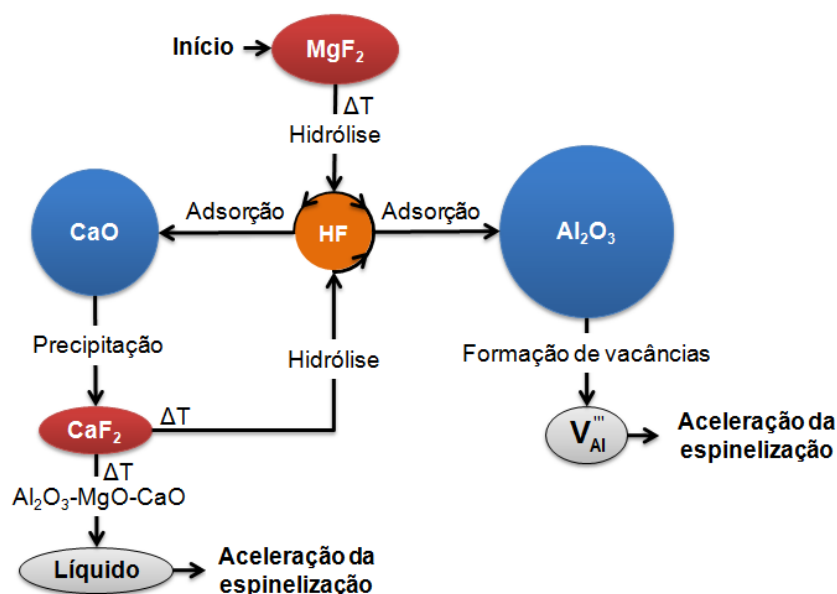 Início
MgF₂
ΔT
Hidrólise
CaO
Adsorção
HF
Adsorção
Al₂O₃
Precipitação
Hidrólise
Formação de vacâncias
CaF₂
ΔT
V'''Al
Aceleração da
espinelização
ΔT
Al₂O₃-MgO-CaO
Líquido
Aceleração da
espinelização